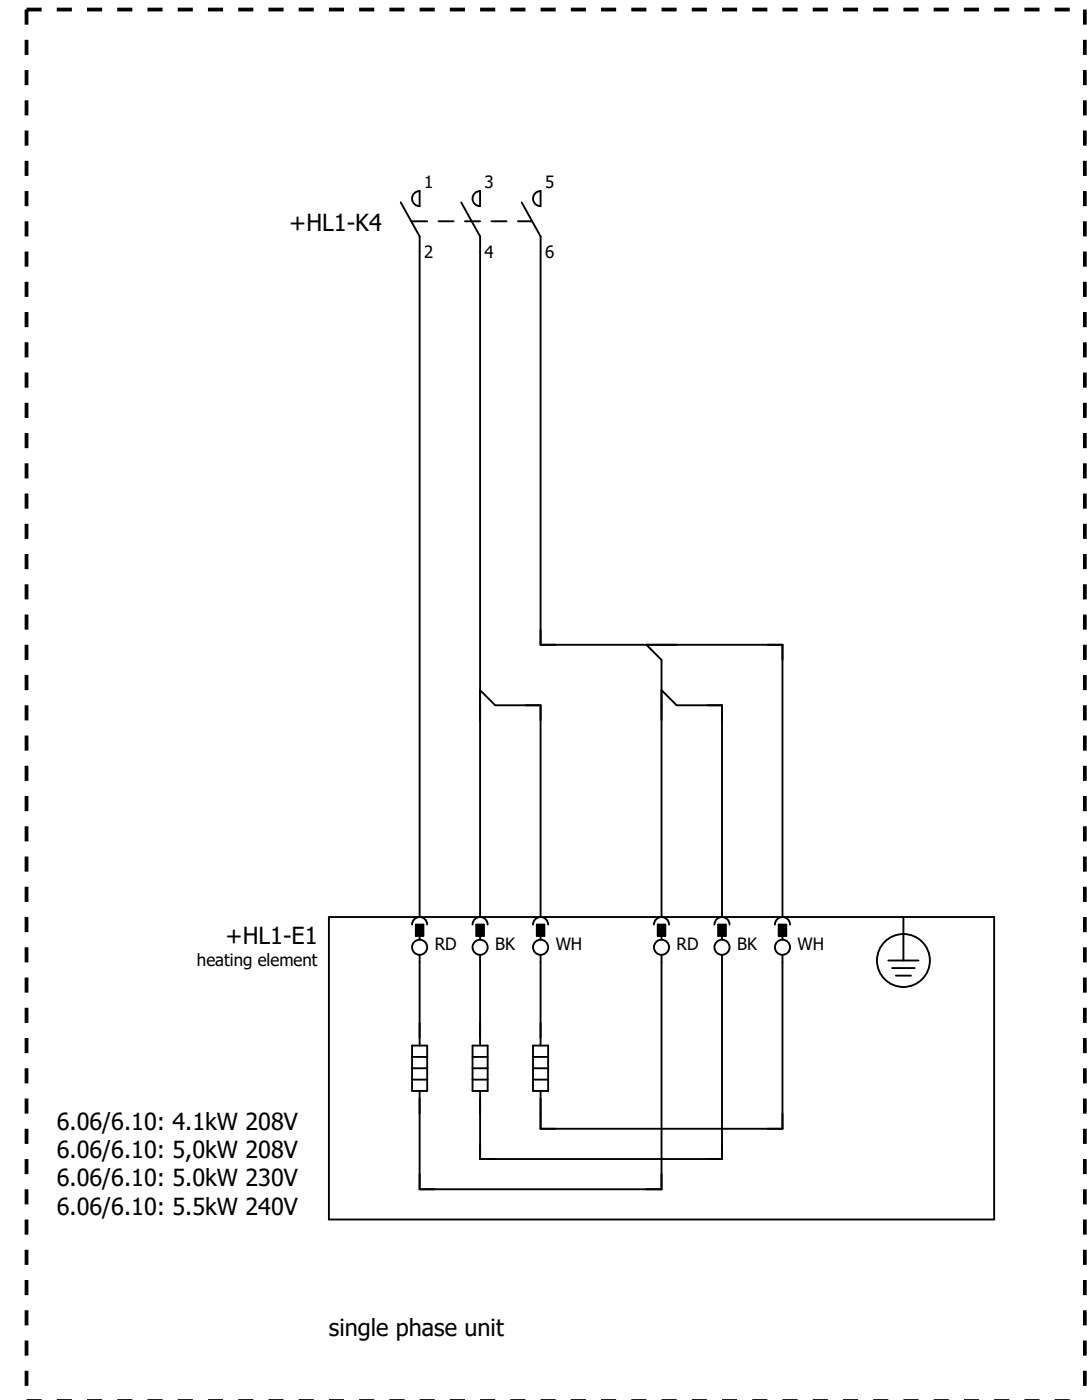 1 3 5
+HL1-K4
2 4 6
+HL1-E1
heating element
RD BK WH RD BK WH
6.06/6.10: 4.1kW 208V
6.06/6.10: 5,0kW 208V
6.06/6.10: 5.0kW 230V
6.06/6.10: 5.5kW 240V
single phase unit